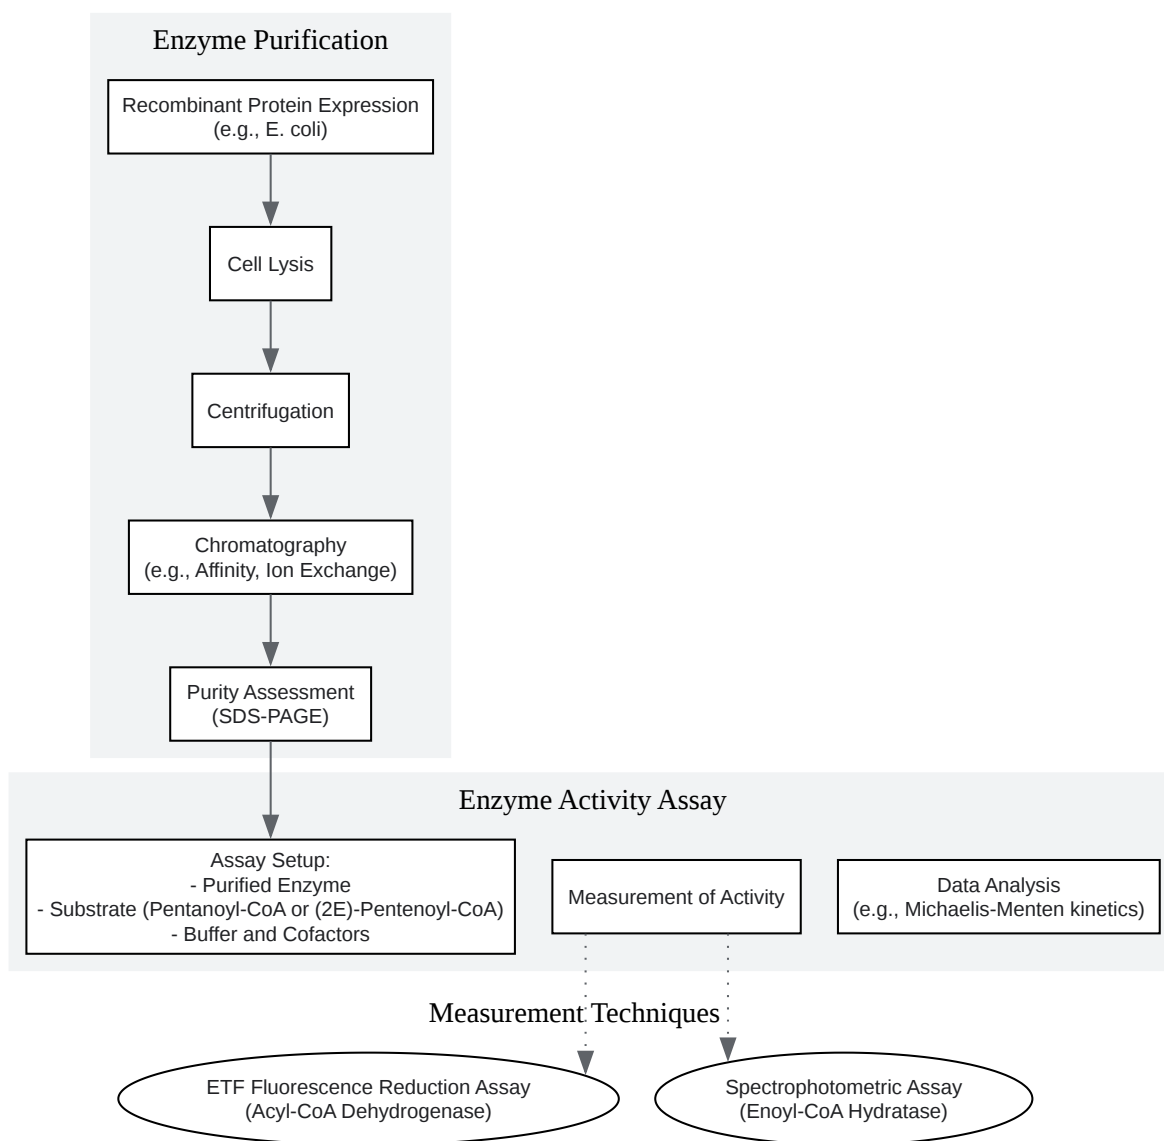 Enzyme Purification
Recombinant Protein Expression
(e.g., E. coli)
Cell Lysis
Centrifugation
Chromatography
(e.g., Affinity, Ion Exchange)
Purity Assessment
(SDS-PAGE)
Enzyme Activity Assay
Assay Setup:
- Purified Enzyme
- Substrate (Pentanoyl-CoA or (2E)-Pentenoyl-CoA)
- Buffer and Cofactors
Measurement of Activity
Data Analysis
(e.g., Michaelis-Menten kinetics)
Measurement Techniques
ETF Fluorescence Reduction Assay
(Acyl-CoA Dehydrogenase)
Spectrophotometric Assay
(Enoyl-CoA Hydratase)